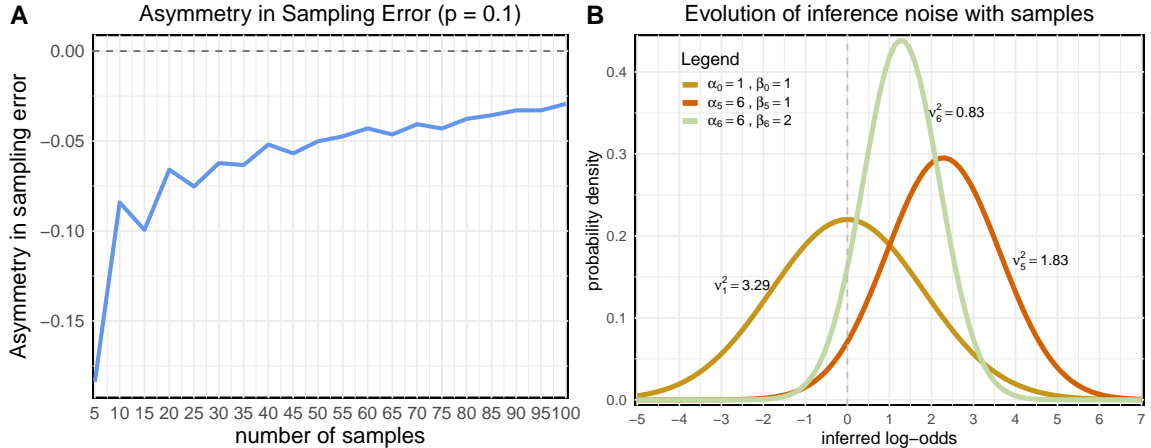 A
Asymmetry in Sampling Error (p = 0.1)
Asymmetry in sampling error
0.00
−0.05
−0.10
−0.15
5 10 15 20 25 30 35 40 45 50 55 60 65 70 75 80 85 90 95 100
number of samples
B
Evolution of inference noise with samples
probability density
0.4
0.3
0.2
0.1
0.0
Legend
α₀=1 , β₀=1
α₅=6 , β₅=1
α₆=6 , β₆=2
ν₆²=0.83
ν₅²=1.83
ν₁²=3.29
−5 −4 −3 −2 −1 0 1 2 3 4 5 6 7
inferred log−odds